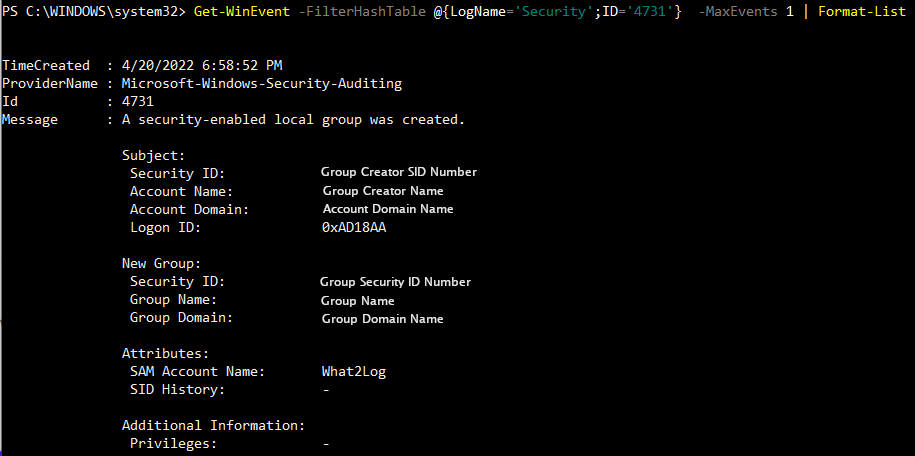 PS C:\WINDOWS\system32> Get-WinEvent -FilterHashTable @{LogName='Security';ID='4731'}  -MaxEvents 1 | Format-List
TimeCreated  : 4/20/2022 6:58:52 PM
ProviderName : Microsoft-Windows-Security-Auditing
Id           : 4731
Message      : A security-enabled local group was created.
Subject:
Security ID: Group Creator SID Number
Account Name: Group Creator Name
Account Domain: Account Domain Name
Logon ID: 0xAD18AA
New Group:
Security ID: Group Security ID Number
Group Name: Group Name
Group Domain: Group Domain Name
Attributes:
SAM Account Name: What2Log
SID History: -
Additional Information:
Privileges: -